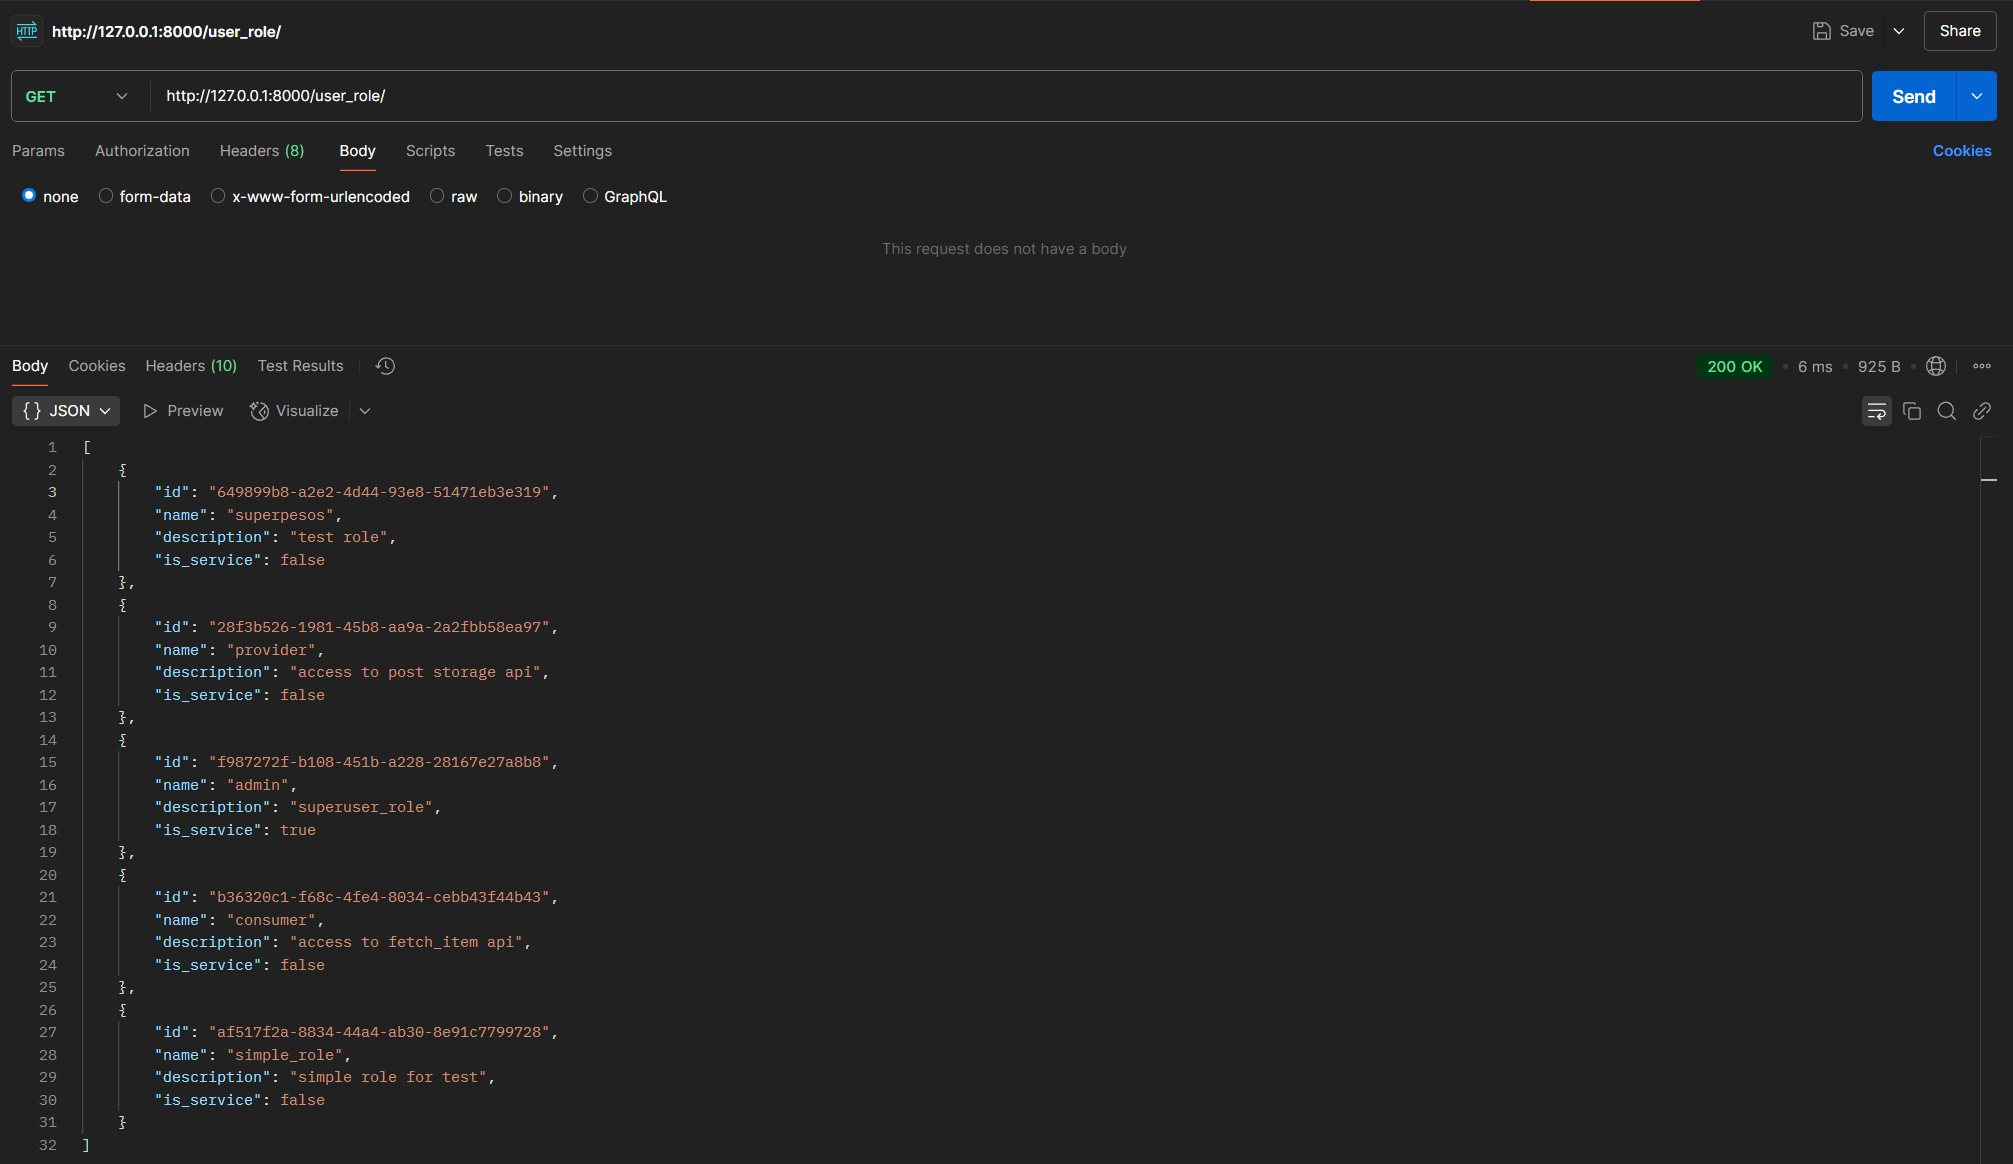 HTTP http://127.0.0.1:8000/user_role/ Save Share
GET http://127.0.0.1:8000/user_role/ Send
Params Authorization Headers (8) Body Scripts Tests Settings Cookies
none form-data x-www-form-urlencoded raw binary GraphQL
This request does not have a body
Body Cookies Headers (10) Test Results 200 OK 6 ms 925 B
{} JSON Preview Visualize
1 [
2 {
3 "id": "649899b8-a2e2-4d44-93e8-51471eb3e319",
4 "name": "superpesos",
5 "description": "test role",
6 "is_service": false
7 },
8 {
9 "id": "28f3b526-1981-45b8-aa9a-2a2fbb58ea97",
10 "name": "provider",
11 "description": "access to post storage api",
12 "is_service": false
13 },
14 {
15 "id": "f987272f-b108-451b-a228-28167e27a8b8",
16 "name": "admin",
17 "description": "superuser_role",
18 "is_service": true
19 },
20 {
21 "id": "b36320c1-f68c-4fe4-8034-cebb43f44b43",
22 "name": "consumer",
23 "description": "access to fetch_item api",
24 "is_service": false
25 },
26 {
27 "id": "af517f2a-8834-44a4-ab30-8e91c7799728",
28 "name": "simple_role",
29 "description": "simple role for test",
30 "is_service": false
31 }
32 ]